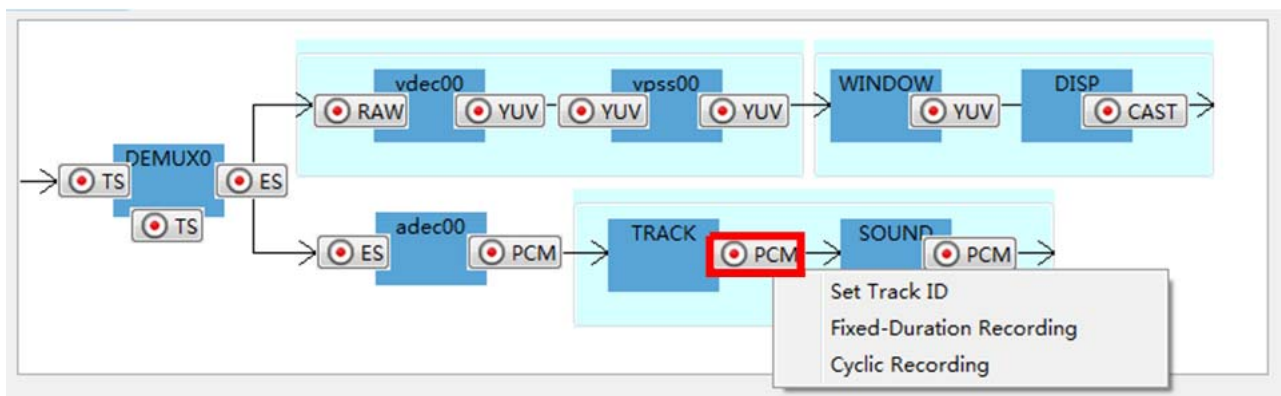 vdec00
vpss00
WINDOW
DISP
RAW
YUV
YUV
YUV
YUV
CAST
DEMUX0
TS
ES
TS
adec00
TRACK
SOUND
ES
PCM
PCM
PCM
Set Track ID
Fixed-Duration Recording
Cyclic Recording